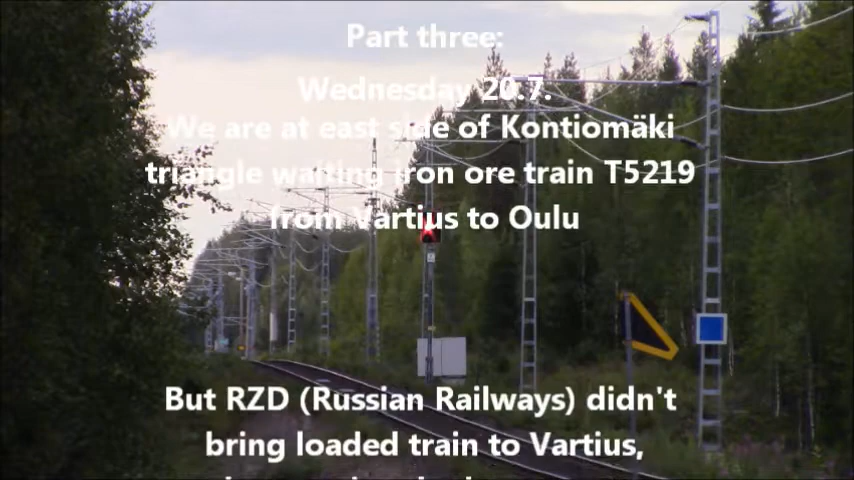 Part three:
Wednesday 20.7.
We are at east side of Kontiomäki
triangle waiting iron ore train T5219
from Vartius to Oulu
But RZD (Russian Railways) didn't
bring loaded train to Vartius,